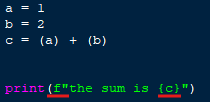 a = 1
b = 2
c = (a) + (b)
print(f"the sum is {c}")